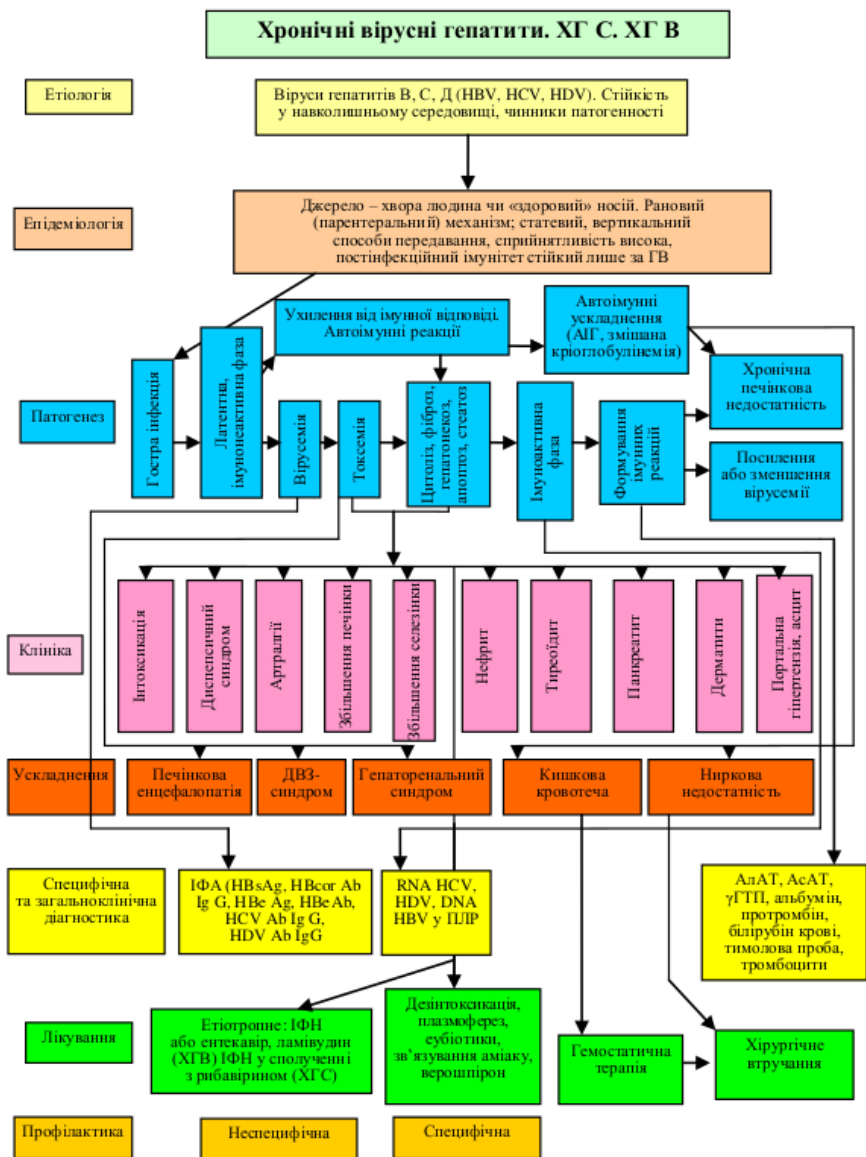 Хронічні вірусні гепатити. ХГ С. ХГ В
Етіологія
Віруси гепатитів В, С, Д (HBV, HCV, HDV). Стійкість
у навколишньому середовищі, чинники патогенності
Епідеміологія
Джерело – хвора людина чи «здоровий» носій. Рановий
(парентеральний) механізм; статевий, вертикальний
способи передавання, сприйнятливість висока,
постінфекційний імунітет стійкий лише за ГВ
Патогенез
Гостра інфекція
Латентна,
імунонеактивна фаза
Ухилення від імунної відповіді.
Автоімунні реакції
Автоімунні
ускладнення
(АІГ, змішана
кріоглобулінемія)
Вірусемія
Токсемія
Цитоліз, фіброз,
гепатонекоз,
апоптоз, стеатоз
Імуноактивна
фаза
Формування
імунних
реакцій
Хронічна
печінкова
недостатність
Посилення
або зменшення
вірусемії
Клініка
Інтоксикація
Диспепсичний
синдром
Артралгії
Збільшення печінки
Збільшення селезінки
Нефрит
Тиреоїдит
Панкреатит
Дерматити
Портальна
гіпертензія, асцит
Ускладнення
Печінкова
енцефалопатія
ДВЗ-
синдром
Гепаторенальний
синдром
Кишкова
кровотеча
Ниркова
недостатність
Специфічна
та загальноклінічна
діагностика
ІФА (HBsAg, HBcor Ab
Ig G, HBe Ag, HBeAb,
HCV Ab Ig G,
HDV Ab IgG
RNA HCV,
HDV, DNA
HBV у ПЛР
АлАТ, АсАТ,
γГТП, альбумін,
протромбін,
білірубін крові,
тимолова проба,
тромбоцити
Лікування
Етіотропне: ІФН
або ентекавір, ламівудин
(ХГВ) ІФН у сполученні
з рибавірином (ХГС)
Дезінтоксикація,
плазмоферез,
еубіотики,
зв’язування аміаку,
верошпірон
Гемостатична
терапія
Хірургічне
втручання
Профілактика
Неспецифічна
Специфічна